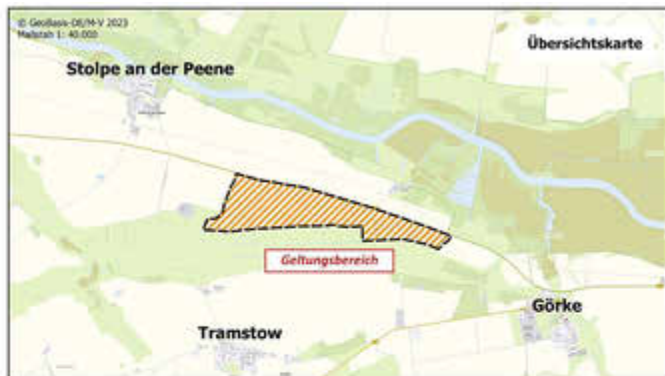 © GeoBasis-DE/M-V 2023
Maßstab 1: 40.000
Übersichtskarte
Stolpe an der Peene
Geltungsbereich
Görke
Tramstow